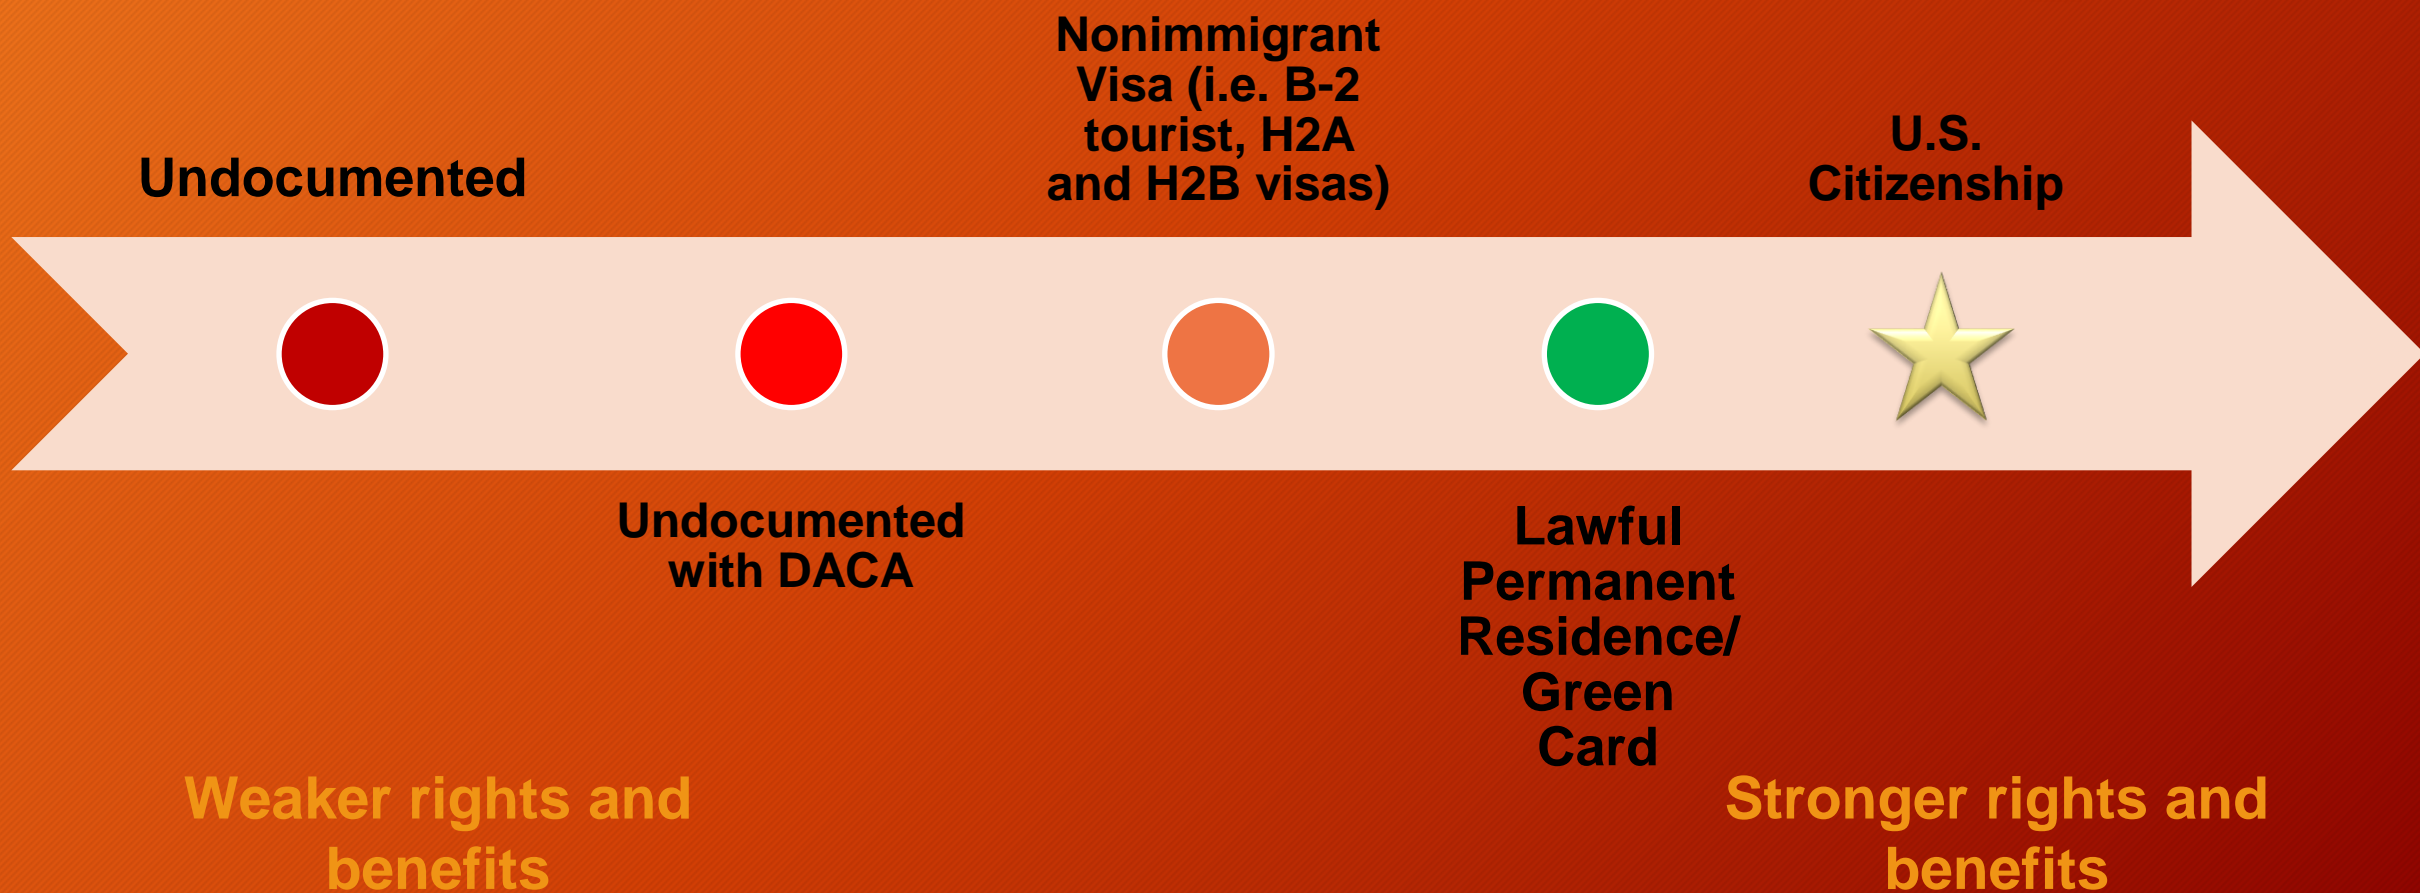 Undocumented
Undocumented
with DACA
Nonimmigrant
Visa (i.e. B-2
tourist, H2A
and H2B visas)
Lawful
Permanent
Residence/
Green
Card
U.S.
Citizenship
Weaker rights and
benefits
Stronger rights and
benefits